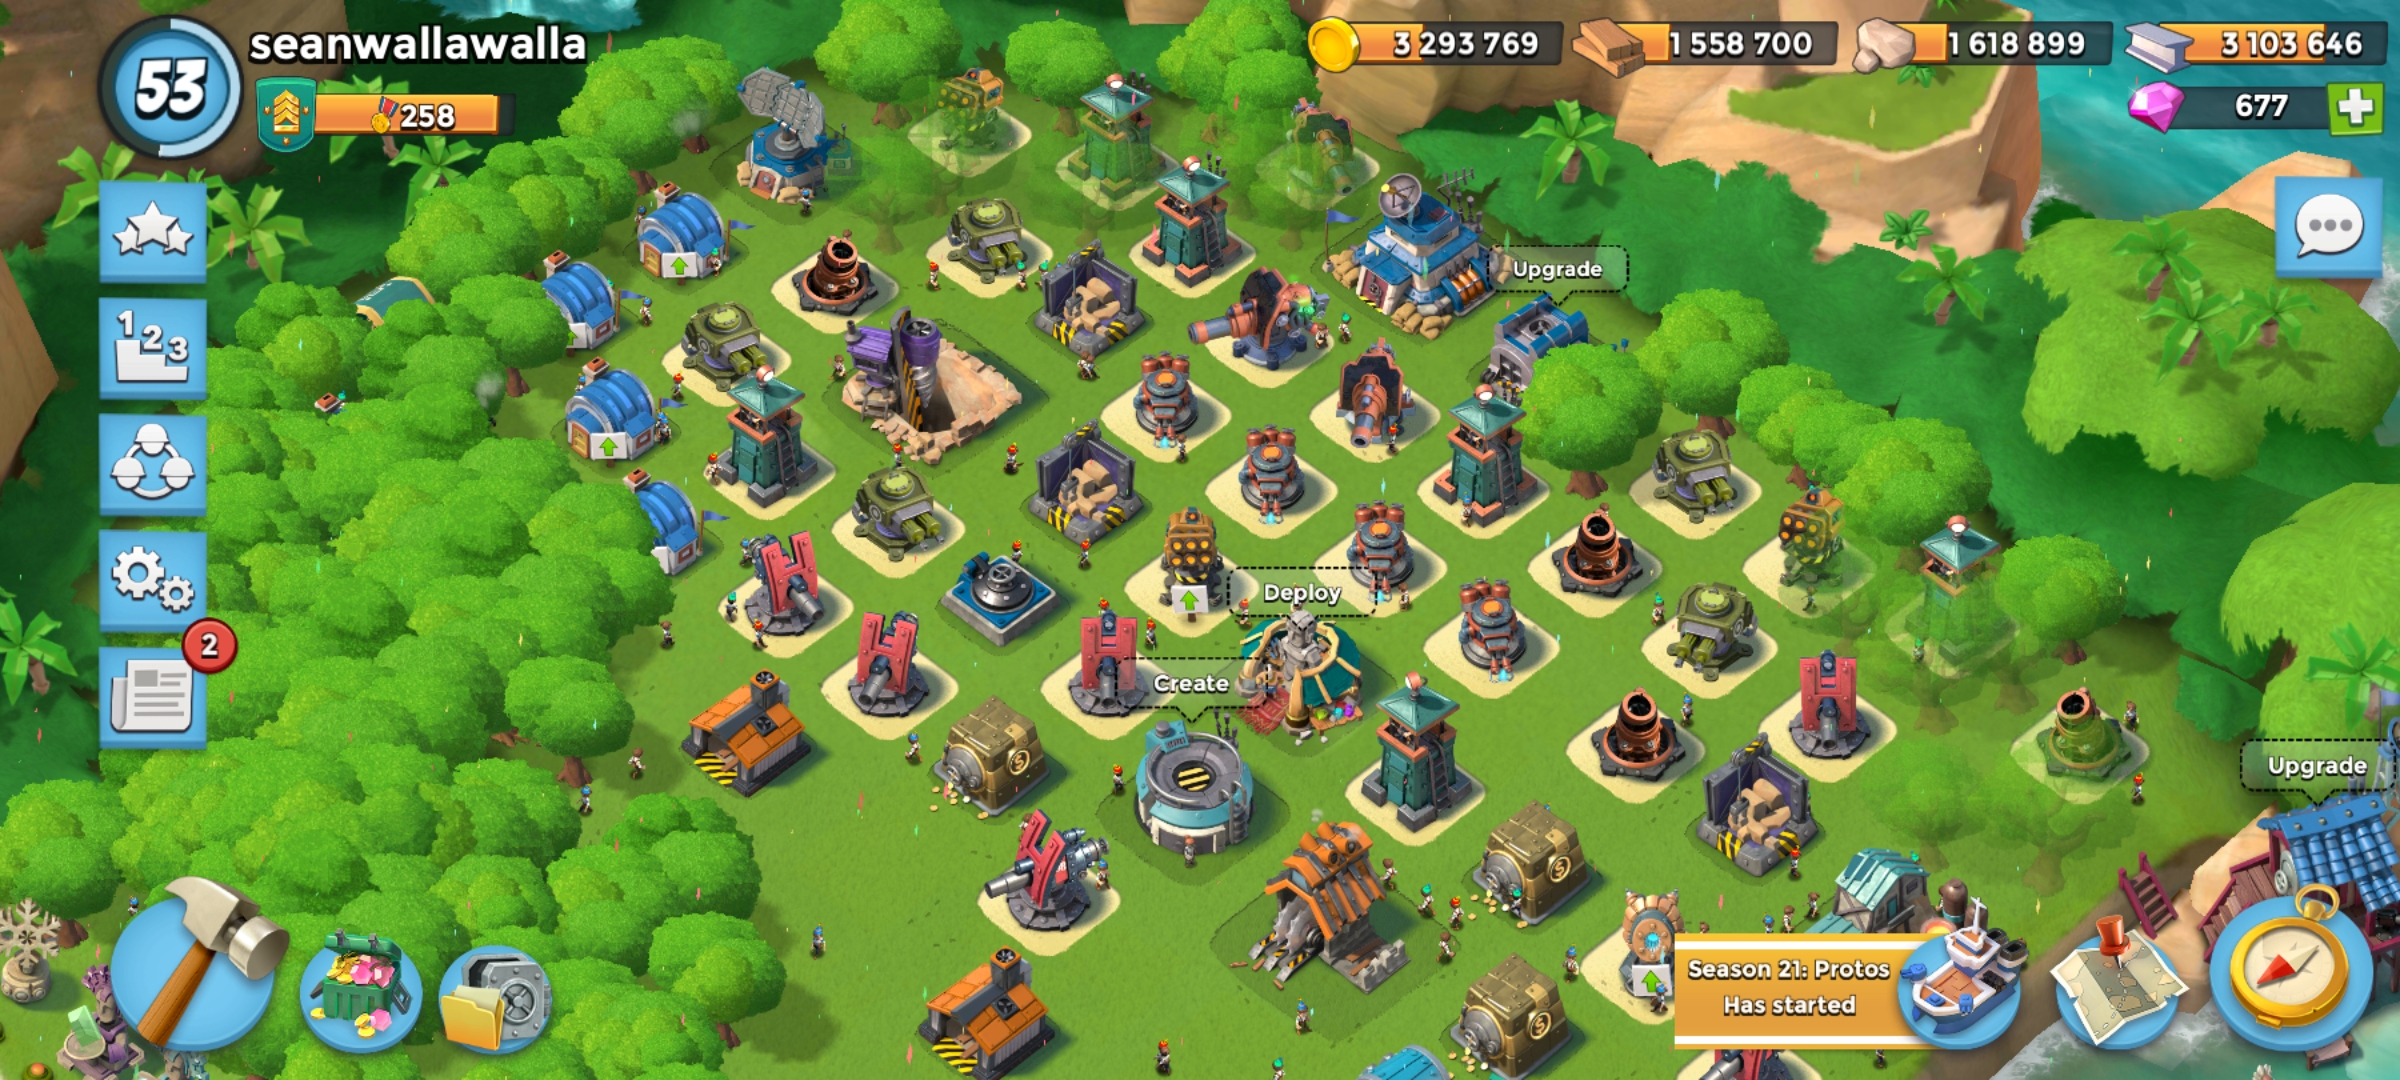 53
seanwallawalla
258
3 293 769
1 558 700
1 618 899
3 103 646
677
123
2
Upgrade
Deploy
Create
Upgrade
Season 21: Protos
Has started